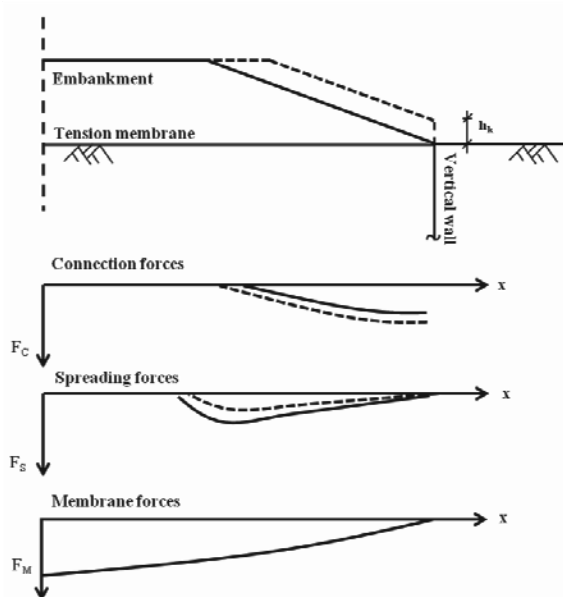 Embankment
Tension membrane
hk
Vertical wall
Connection forces
x
FC
Spreading forces
x
FS
Membrane forces
x
FM